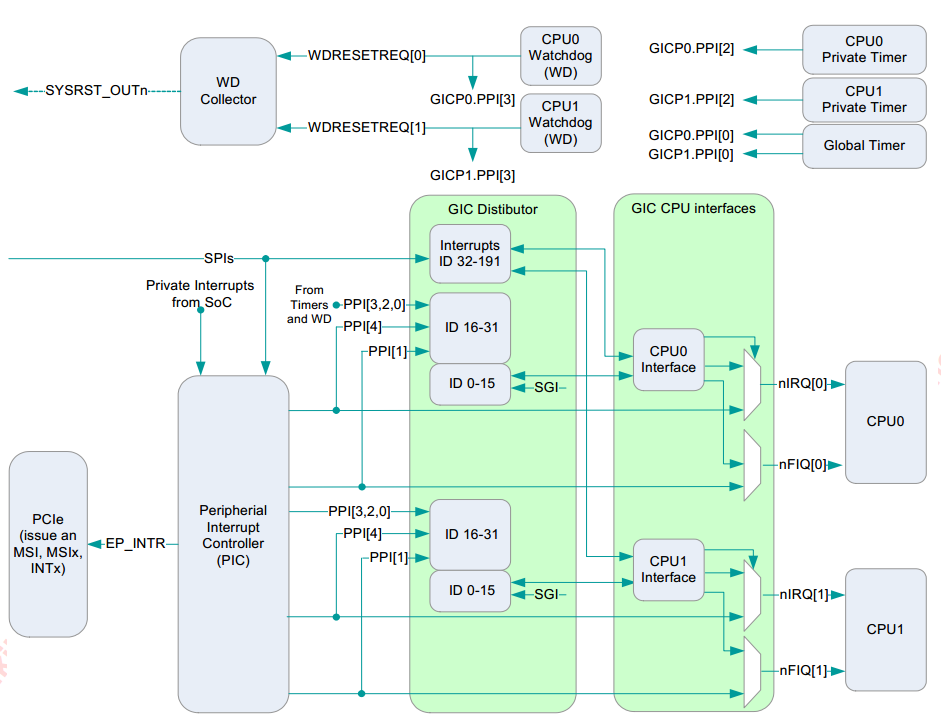 CPU0
Watchdog
(WD)
CPU0
Private Timer
GICP0.PPI[2]
WDRESETREQ[0]
WD
Collector
SYSRST_OUTn
GICP0.PPI[3]
CPU1
Watchdog
(WD)
CPU1
Private Timer
GICP1.PPI[2]
WDRESETREQ[1]
GICP0.PPI[0]
GICP1.PPI[0]
Global Timer
GICP1.PPI[3]
GIC Distibutor
GIC CPU interfaces
Interrupts
ID 32-191
SPIs
Private Interrupts
from SoC
From
Timers
and WD
PPI[3,2,0]
PPI[4]
PPI[1]
ID 16-31
ID 0-15
SGI
CPU0
Interface
nIRQ[0]
nFIQ[0]
CPU0
PCIe
(issue an
MSI, MSIx,
INTx)
EP_INTR
Peripherial
Interrupt
Controller
(PIC)
PPI[3,2,0]
PPI[4]
PPI[1]
ID 16-31
ID 0-15
SGI
CPU1
Interface
nIRQ[1]
nFIQ[1]
CPU1